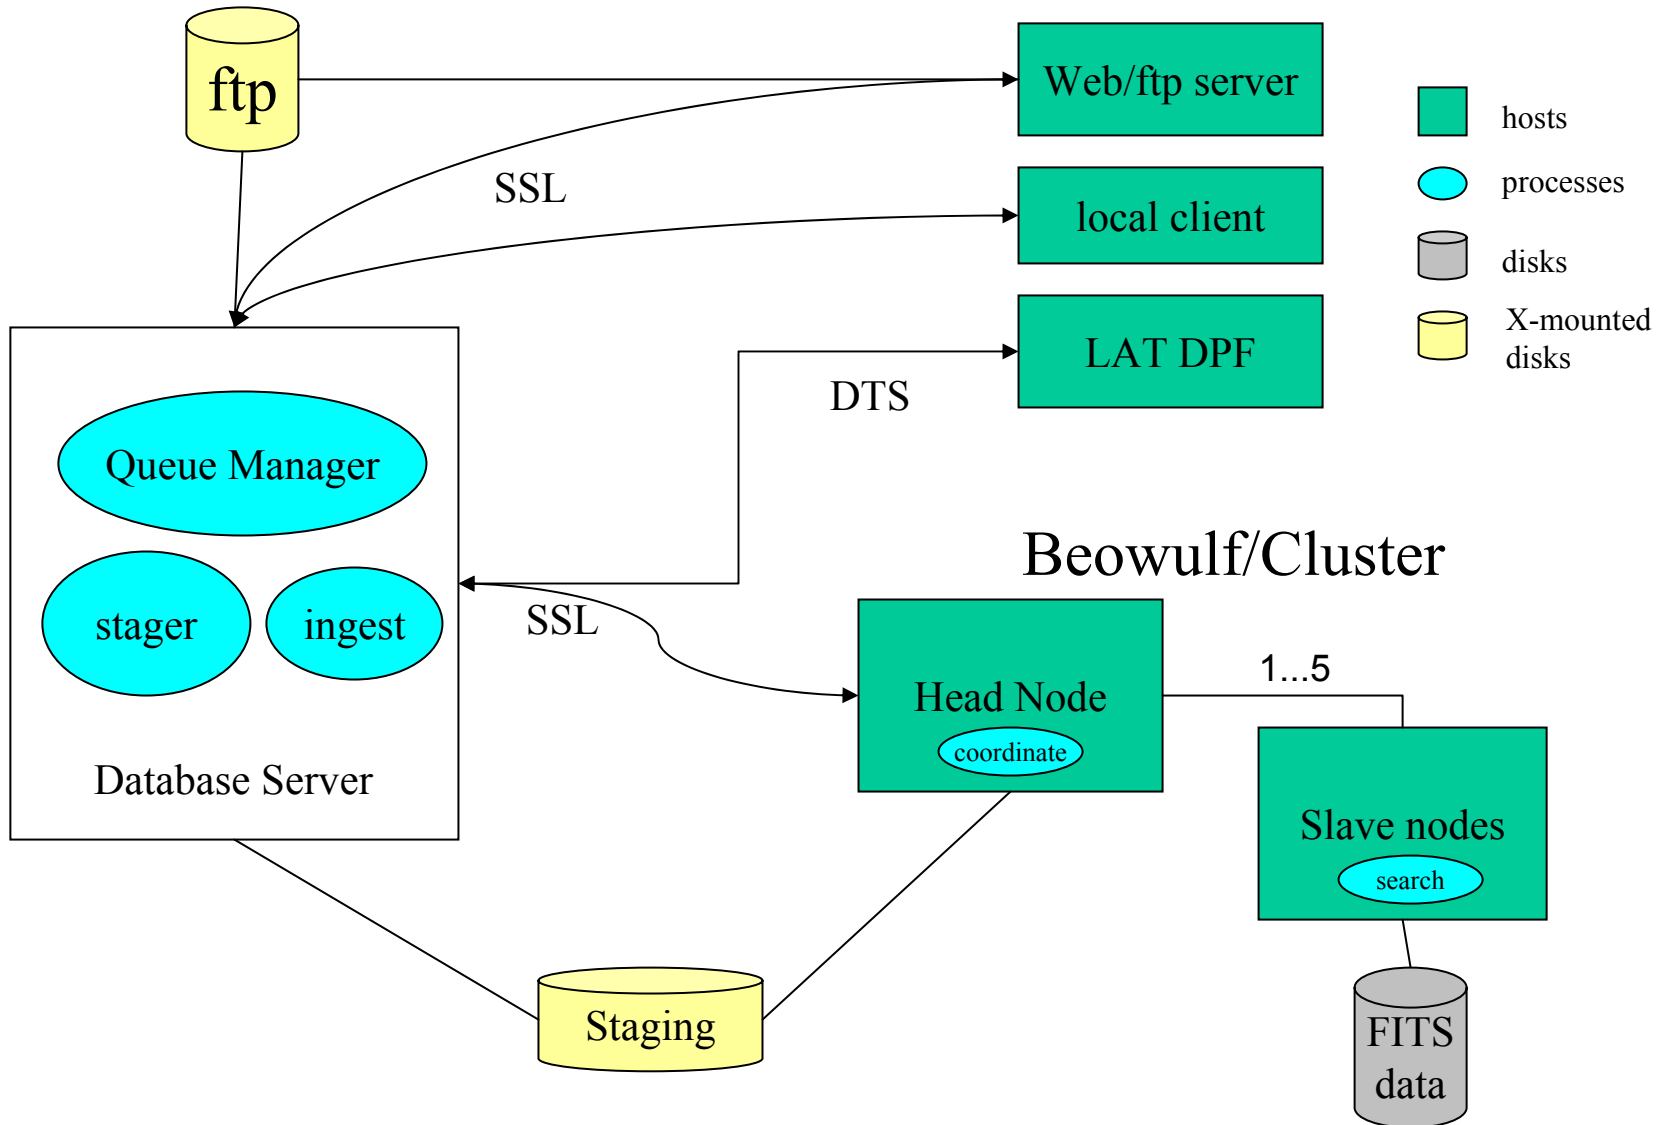 ftp
Web/ftp server
hosts
SSL
processes
local client
disks
X-mounted
disks
LAT DPF
DTS
Queue Manager
Beowulf/Cluster
stager
ingest
SSL
1...5
Head Node
coordinate
Database Server
Slave nodes
search
Staging
FITS
data